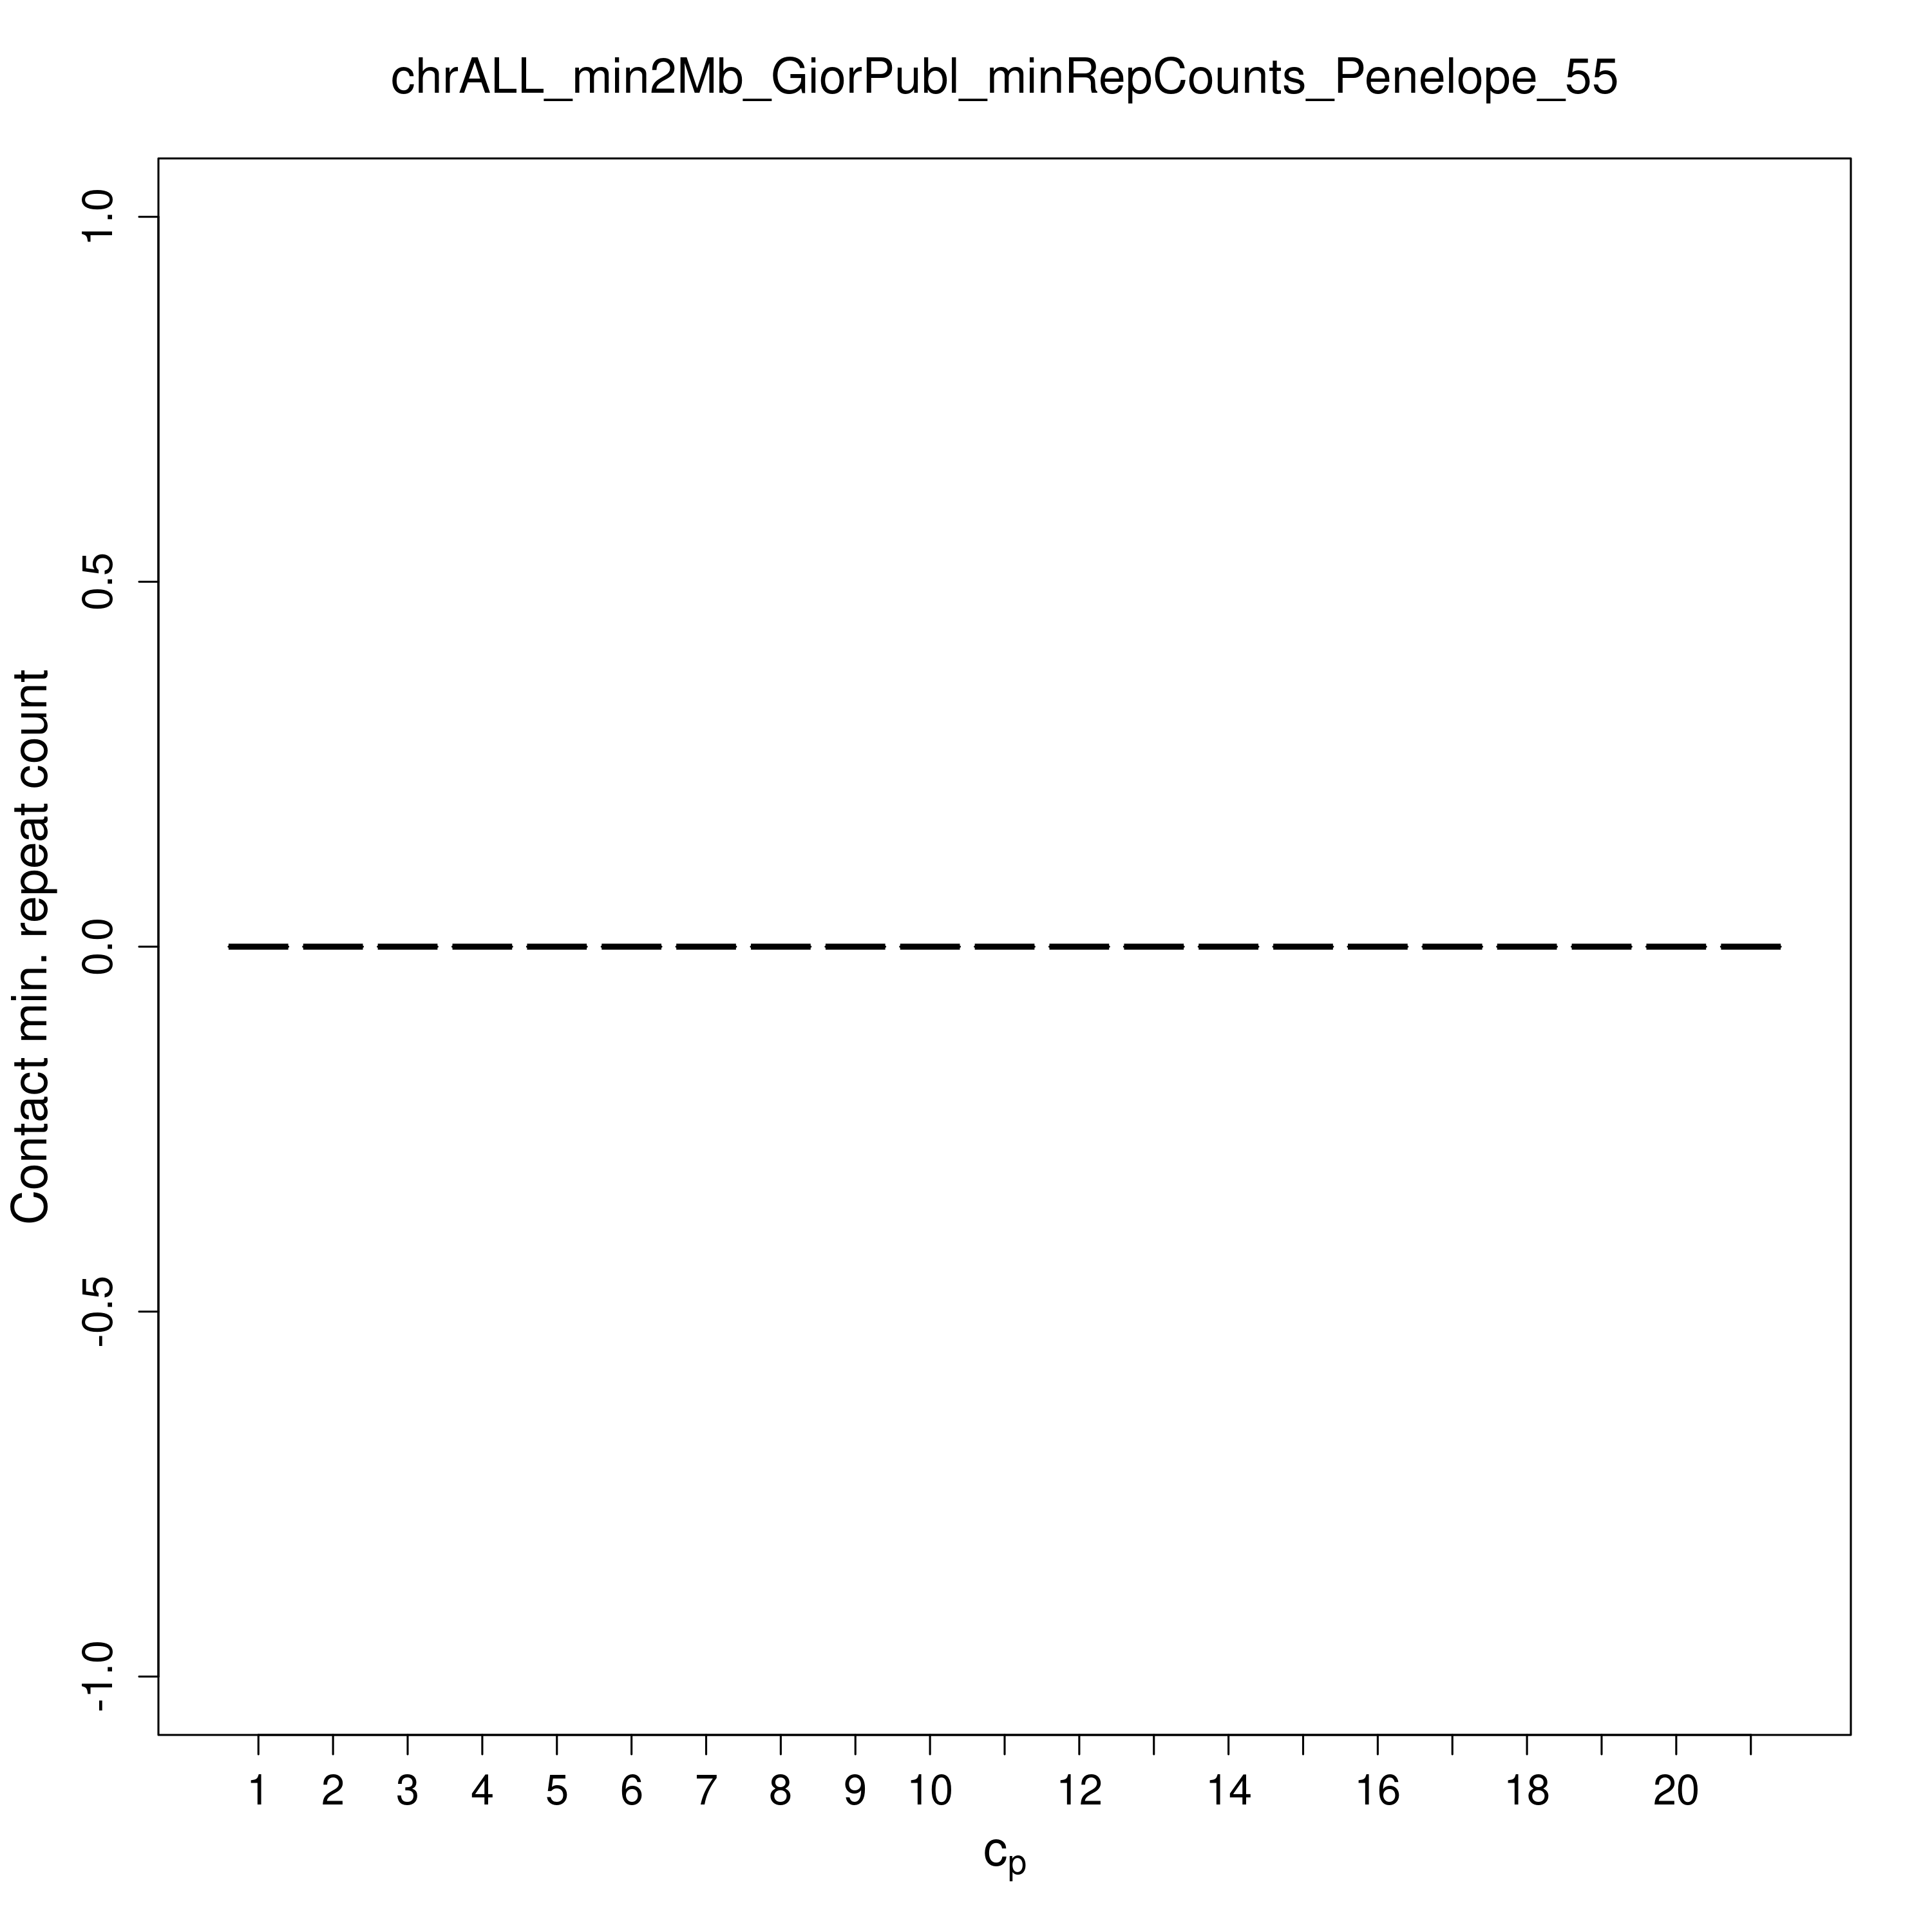 chrALL_min2Mb_GiorPubl_minRepCounts_Penelope_55
Contact min. repeat count
1.0
0.5
0.0
-0.5
-1.0
1 2 3 4 5 6 7 8 9 10 12 14 16 18 20
cp